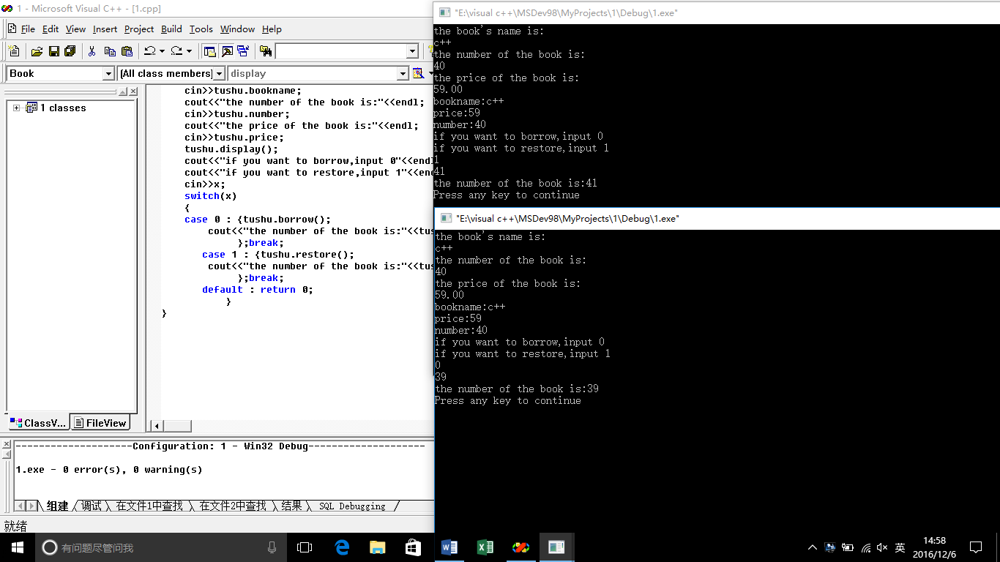 1 - Microsoft Visual C++ - [1.cpp]
File Edit View Insert Project Build Tools Window Help
Book [All class members] display
1 classes
ClassV... FileView
cin>>tushu.bookname;
cout<<"the number of the book is:"<<endl;
cin>>tushu.number;
cout<<"the price of the book is:"<<endl;
cin>>tushu.price;
tushu.display();
cout<<"if you want to borrow,input 0"<<endl
cout<<"if you want to restore,input 1"<<end
cin>>x;
switch(x)
{
case 0 : {tushu.borrow();
cout<<"the number of the book is:"<<tus
};break;
case 1 : {tushu.restore();
cout<<"the number of the book is:"<<tus
};break;
default : return 0;
}
}
"E:\visual c++\MSDev98\MyProjects\1\Debug\1.exe"
the book's name is:
c++
the number of the book is:
40
the price of the book is:
59.00
bookname:c++
price:59
number:40
if you want to borrow,input 0
if you want to restore,input 1
1
41
the number of the book is:41
Press any key to continue
"E:\visual c++\MSDev98\MyProjects\1\Debug\1.exe"
the book's name is:
c++
the number of the book is:
40
the price of the book is:
59.00
bookname:c++
price:59
number:40
if you want to borrow,input 0
if you want to restore,input 1
0
39
the number of the book is:39
Press any key to continue
--------------------Configuration: 1 - Win32 Debug--------------------
1.exe - 0 error(s), 0 warning(s)
组建 调试 在文件1中查找 在文件2中查找 结果 SQL Debugging
就绪
有问题尽管问我
英
14:58
2016/12/6